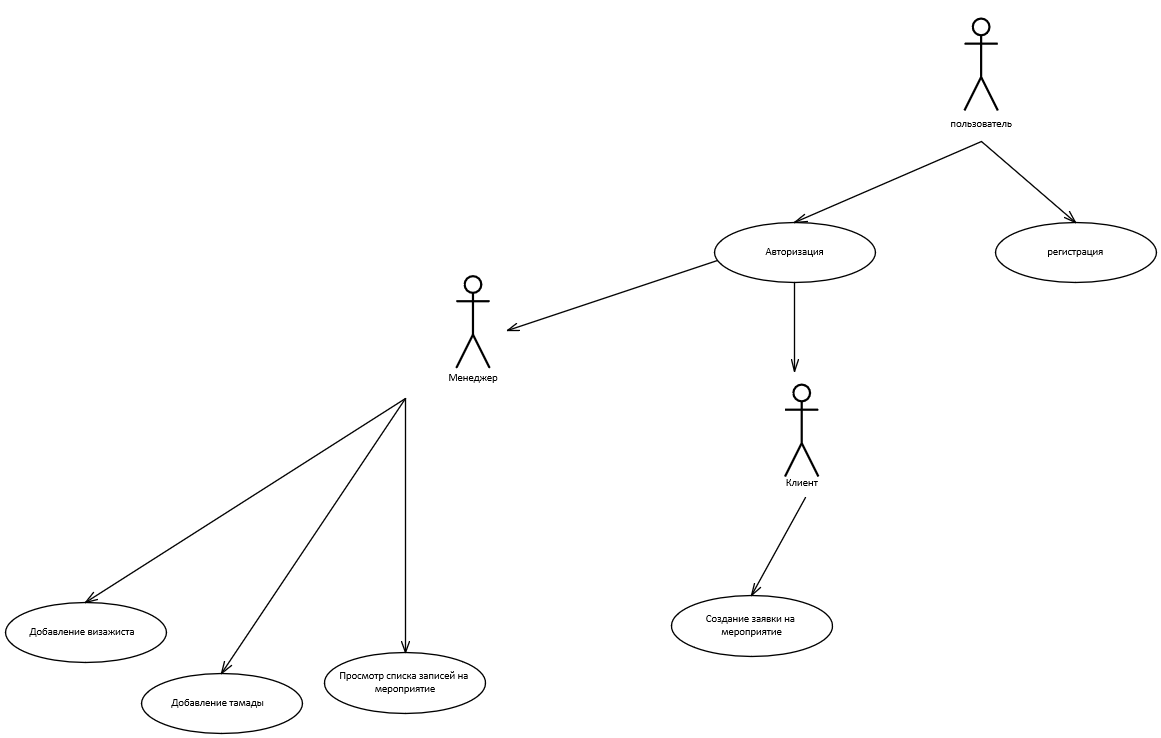 пользователь
Авторизация
регистрация
Менеджер
Клиент
Добавление визажиста
Добавление тамады
Просмотр списка записей на
мероприятие
Создание заявки на
мероприятие